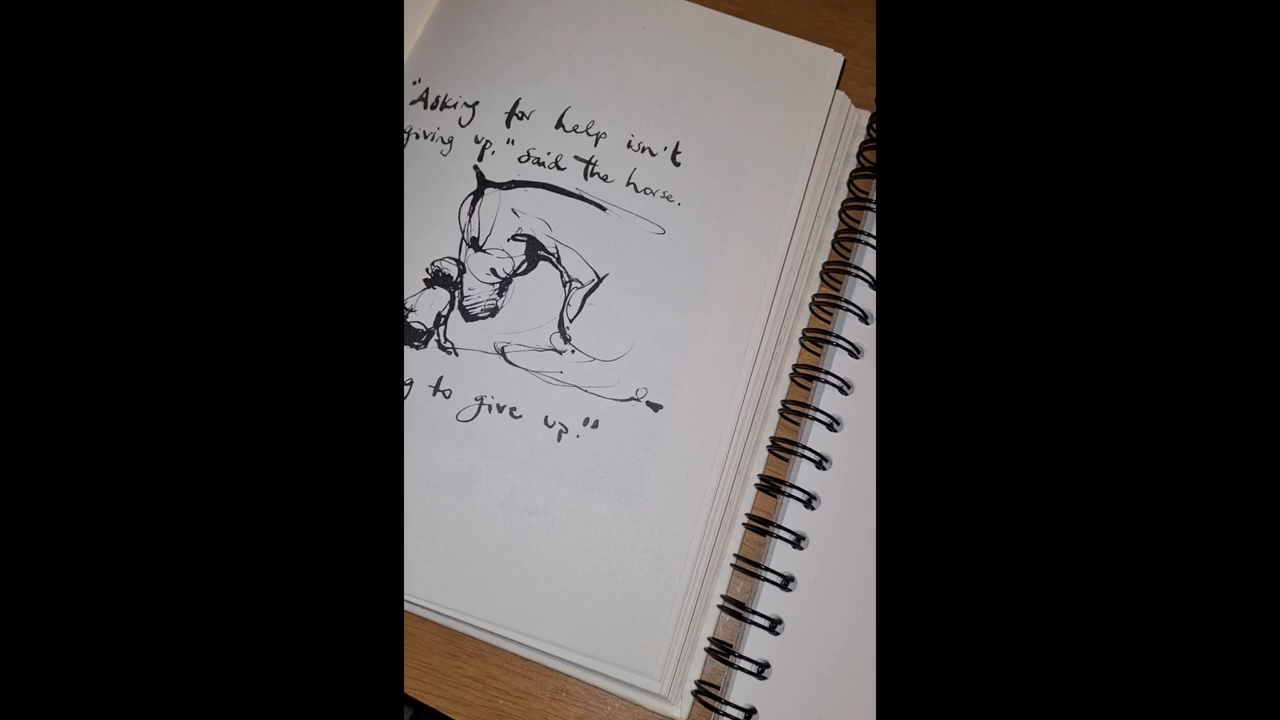 "Asking for help isn't
giving up," said the horse.
to give up."